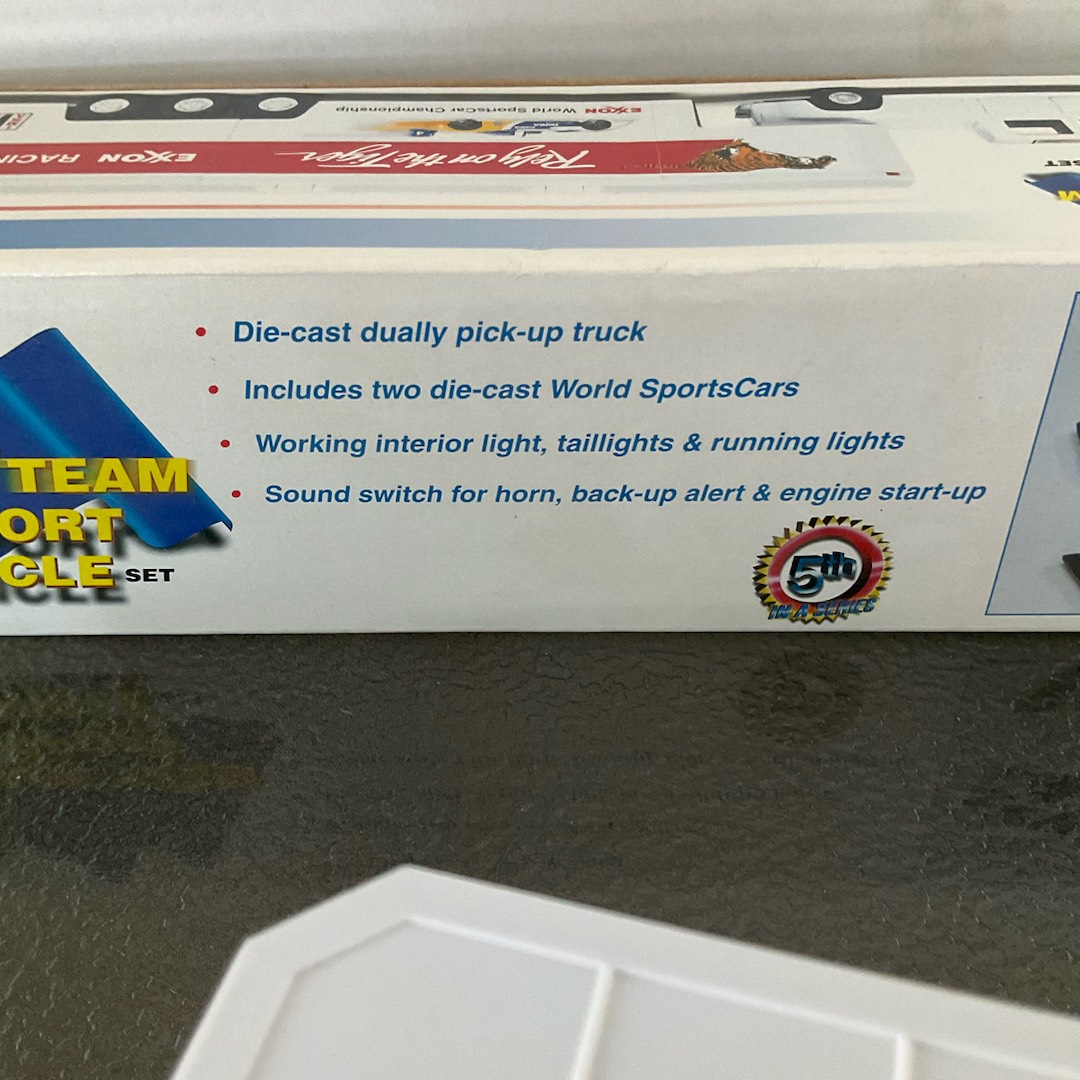 EXXON World SportsCar Championship
Rely on the Tiger
EXXON RACIN
SET
• Die-cast dually pick-up truck
• Includes two die-cast World SportsCars
• Working interior light, taillights & running lights
• Sound switch for horn, back-up alert & engine start-up
TEAM
ORT
CLE SET
5th
IN A SERIES